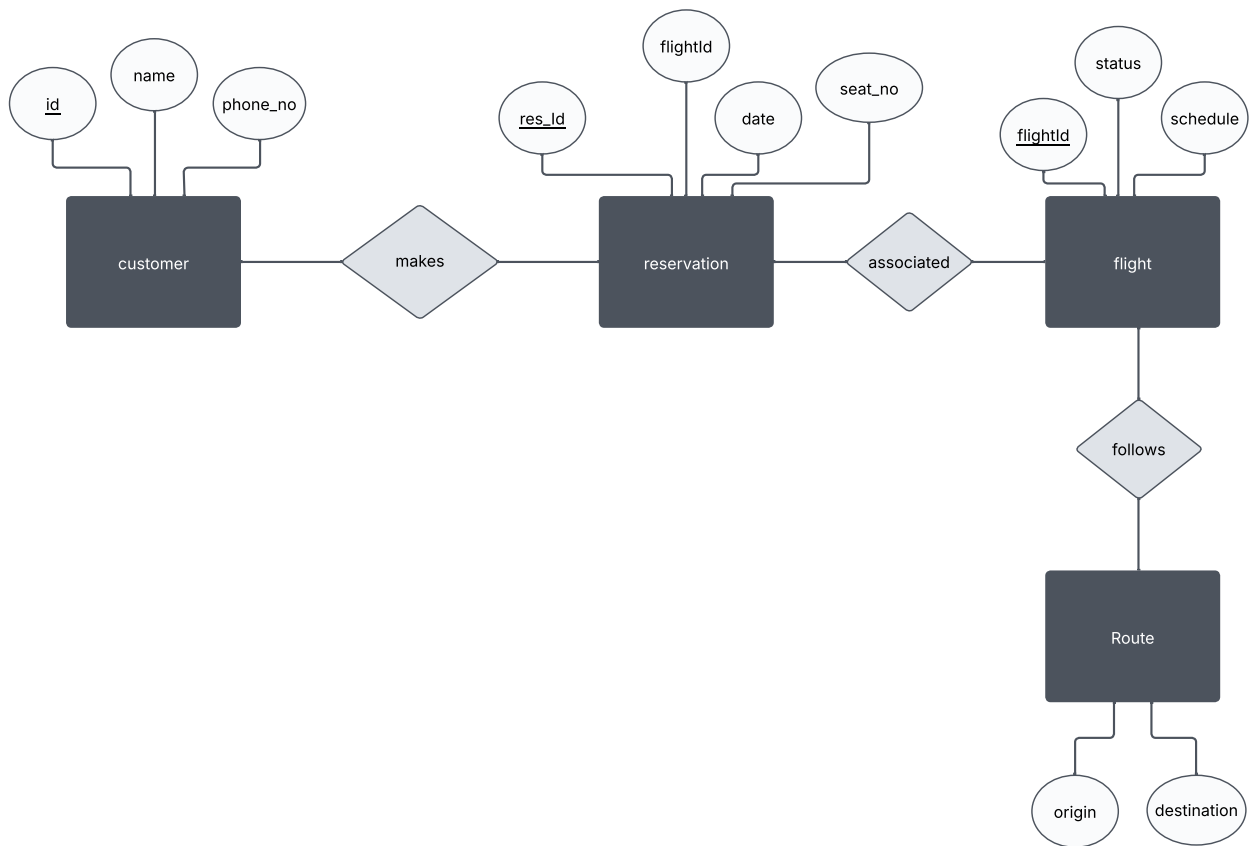 id
name
phone_no
res_Id
flightId
date
seat_no
flightId
status
schedule
customer
makes
reservation
associated
flight
follows
Route
origin
destination